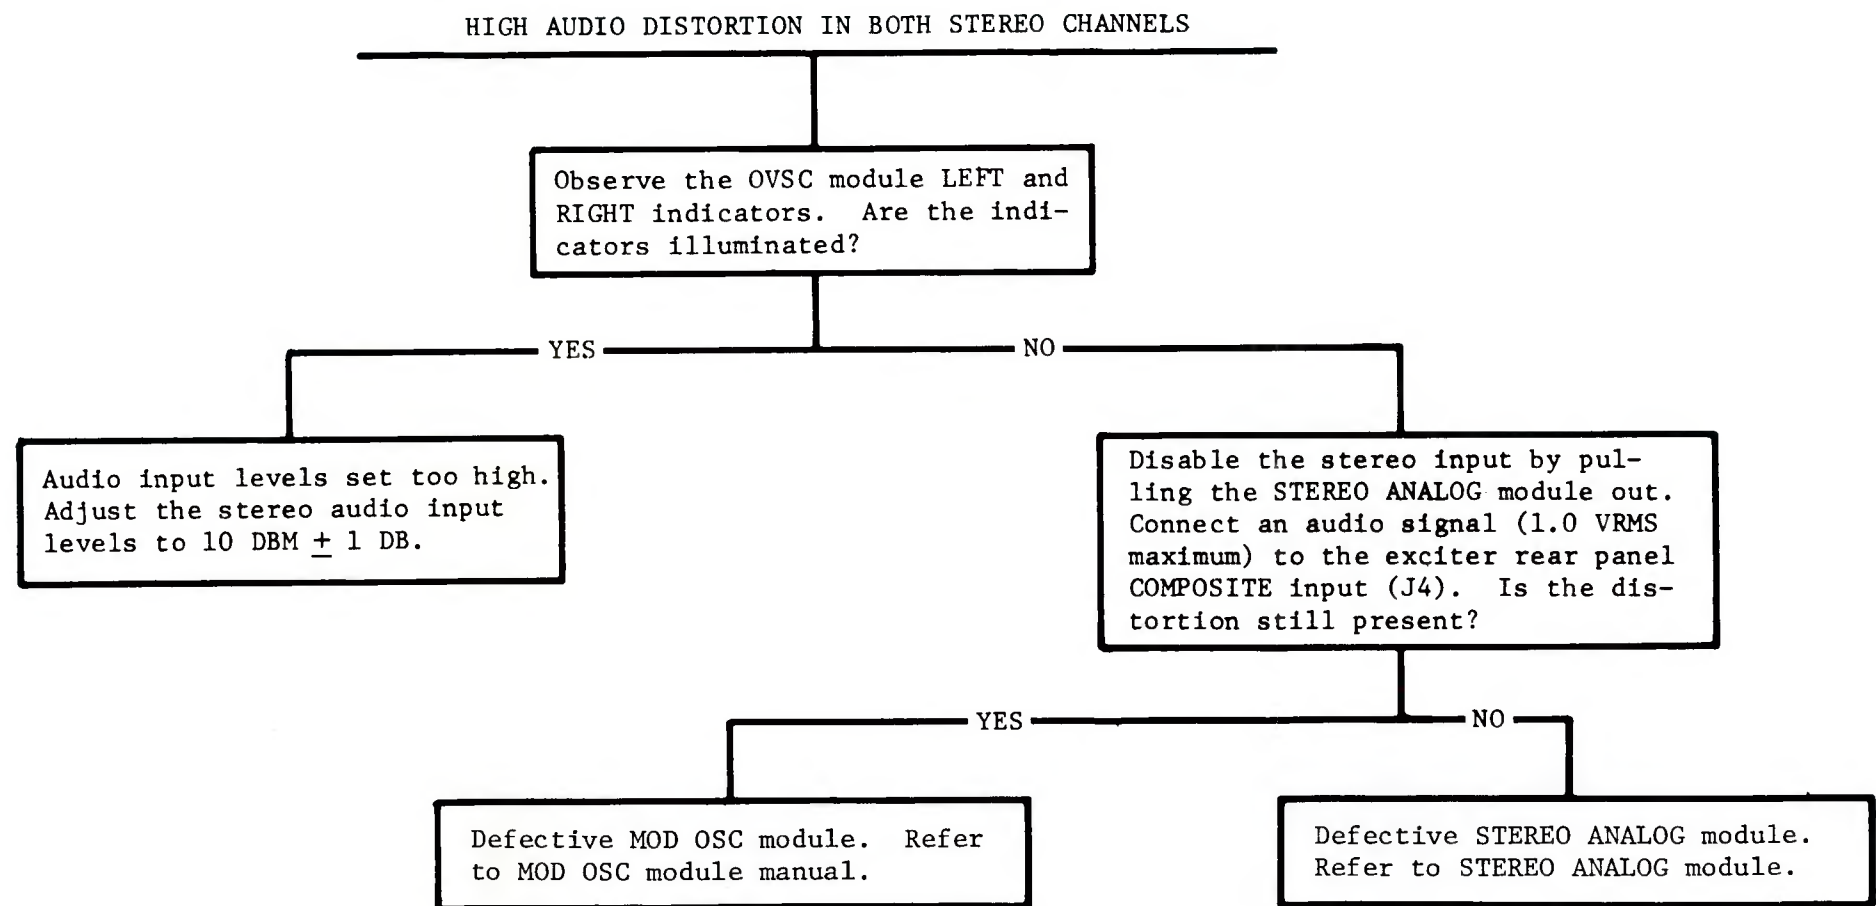 HIGH AUDIO DISTORTION IN BOTH STEREO CHANNELS
Observe the OVSC module LEFT and
RIGHT indicators. Are the indi-
cators illuminated?
YES
NO
Audio input levels set too high.
Adjust the stereo audio input
levels to 10 DBM ± 1 DB.
Disable the stereo input by pul-
ling the STEREO ANALOG module out.
Connect an audio signal (1.0 VRMS
maximum) to the exciter rear panel
COMPOSITE input (J4). Is the dis-
tortion still present?
YES
NO
Defective MOD OSC module. Refer
to MOD OSC module manual.
Defective STEREO ANALOG module.
Refer to STEREO ANALOG module.